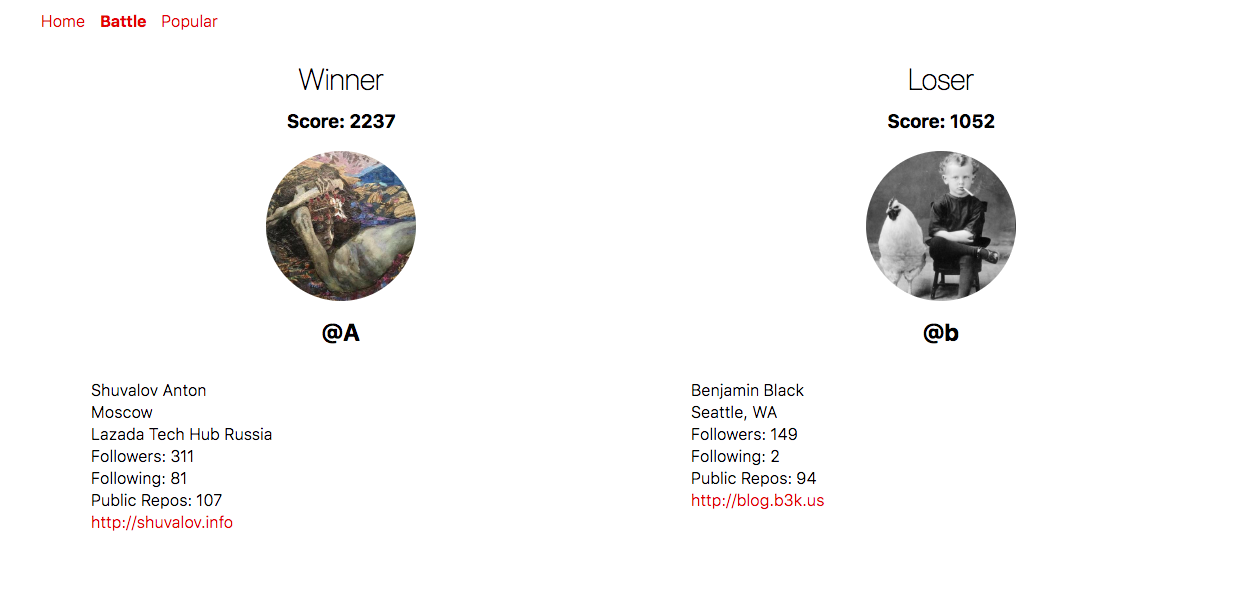 Home Battle Popular
Winner
Score: 2237
@A
Shuvalov Anton
Moscow
Lazada Tech Hub Russia
Followers: 311
Following: 81
Public Repos: 107
http://shuvalov.info
Loser
Score: 1052
@b
Benjamin Black
Seattle, WA
Followers: 149
Following: 2
Public Repos: 94
http://blog.b3k.us